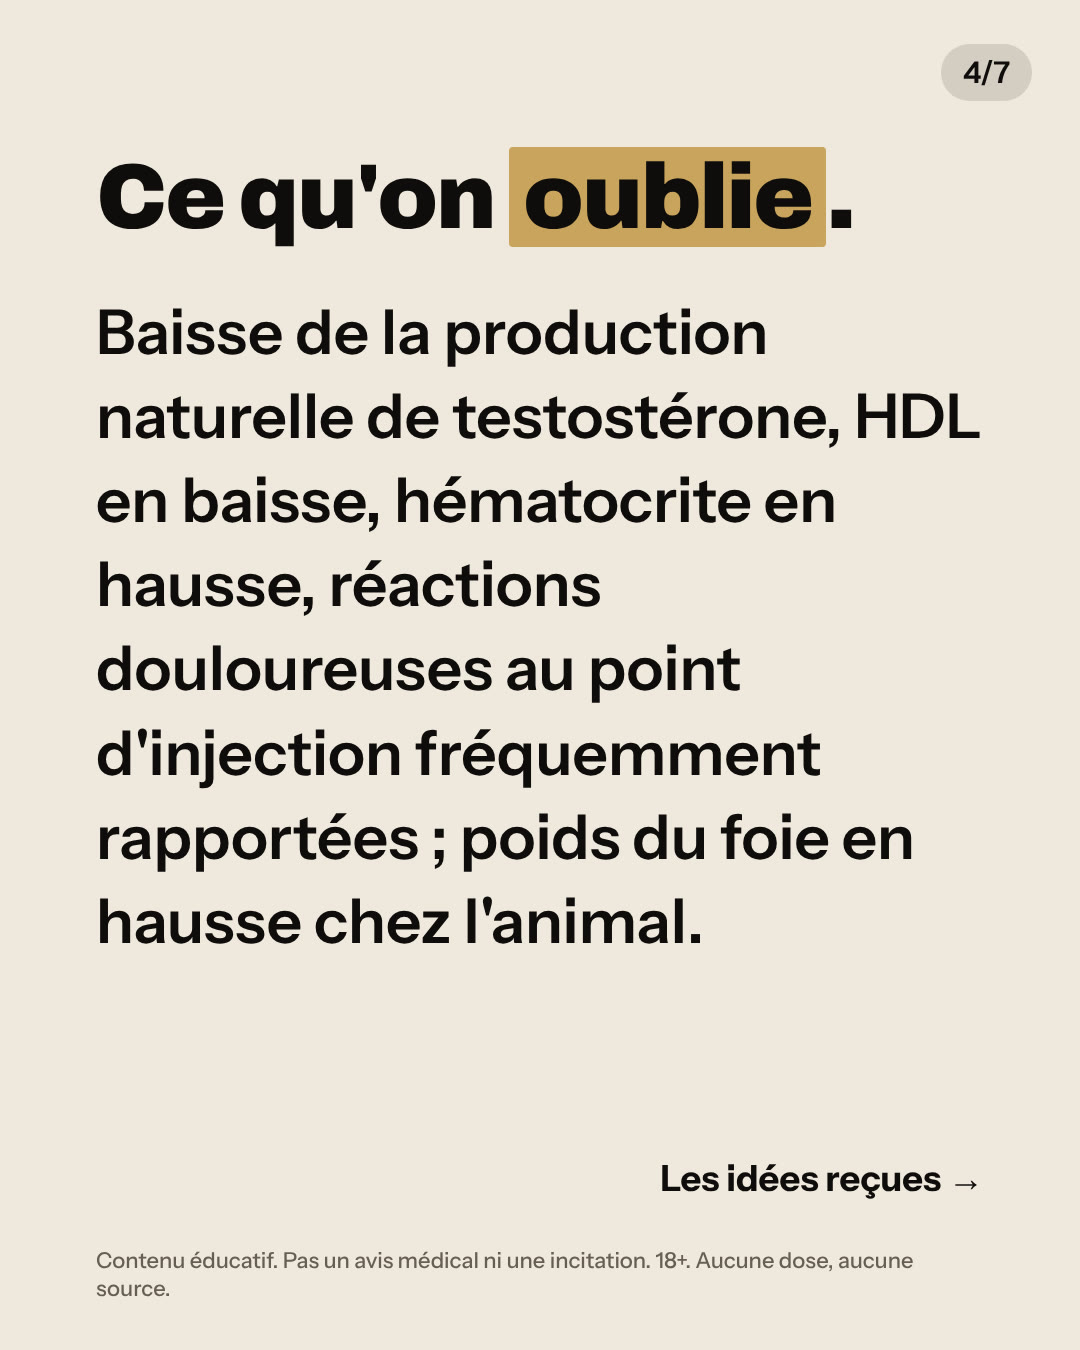 4/7
Ce qu'on oublie.
Baisse de la production
naturelle de testostérone, HDL
en baisse, hématocrite en
hausse, réactions
douloureuses au point
d'injection fréquemment
rapportées ; poids du foie en
hausse chez l'animal.
Les idées reçues →
Contenu éducatif. Pas un avis médical ni une incitation. 18+. Aucune dose, aucune
source.